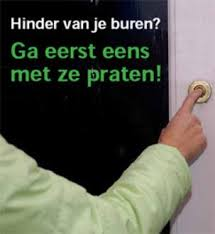 Hinder van je buren?
Ga eerst eens
met ze praten!